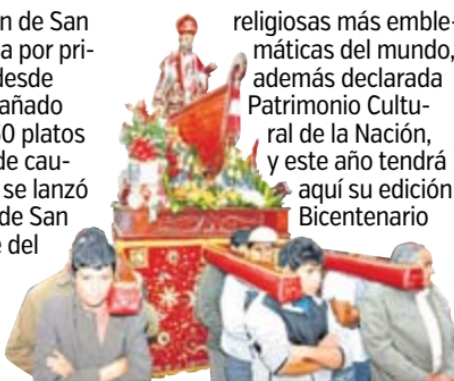 n de San
a por pri-
desde
añado
0 platos
de cau-
se lanzó
de San
e del
religiosas más emble-
máticas del mundo,
además declarada
Patrimonio Cultu-
ral de la Nación,
y este año tendrá
aquí su edición
Bicentenario